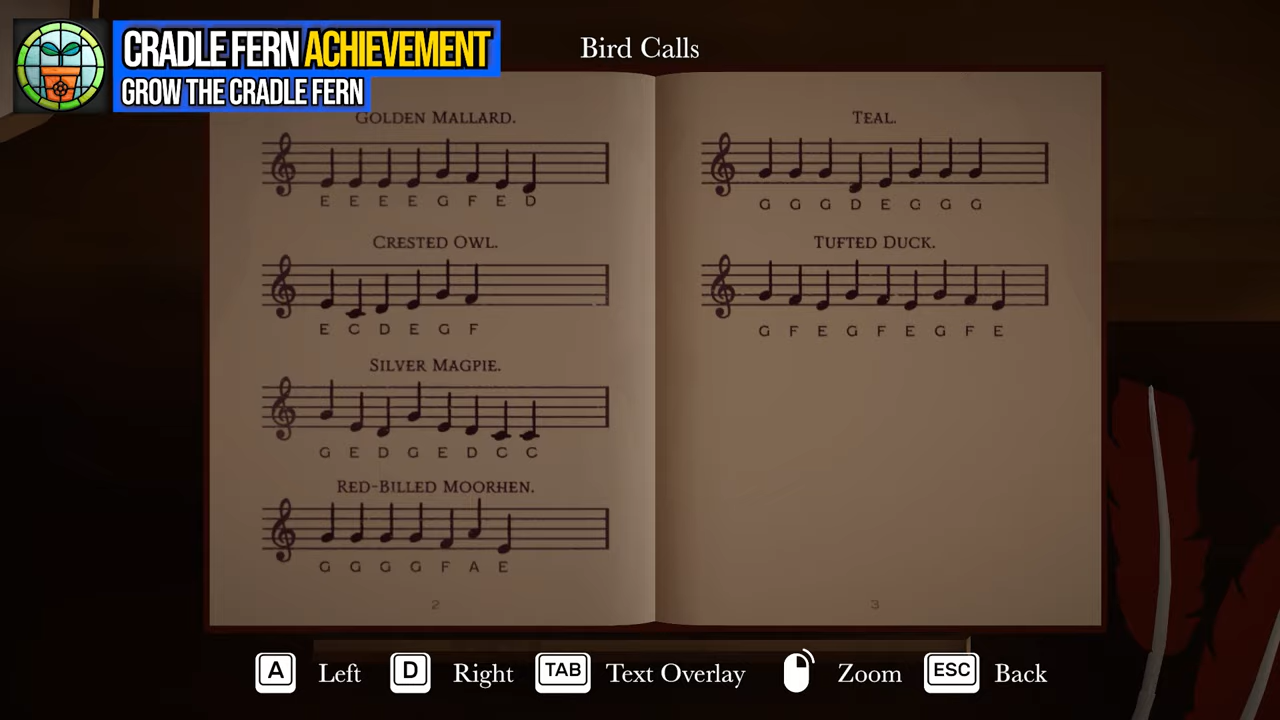 CRADLE FERN ACHIEVEMENT
GROW THE CRADLE FERN
Bird Calls
GOLDEN MALLARD.
E E E E G F E D
CRESTED OWL.
E C D E G F
SILVER MAGPIE.
G E D G E D C C
RED-BILLED MOORHEN.
G G G G F A E
2
TEAL.
G G G D E G G G
TUFTED DUCK.
G F E G F E G F E
3
A Left D Right TAB Text Overlay Zoom ESC Back